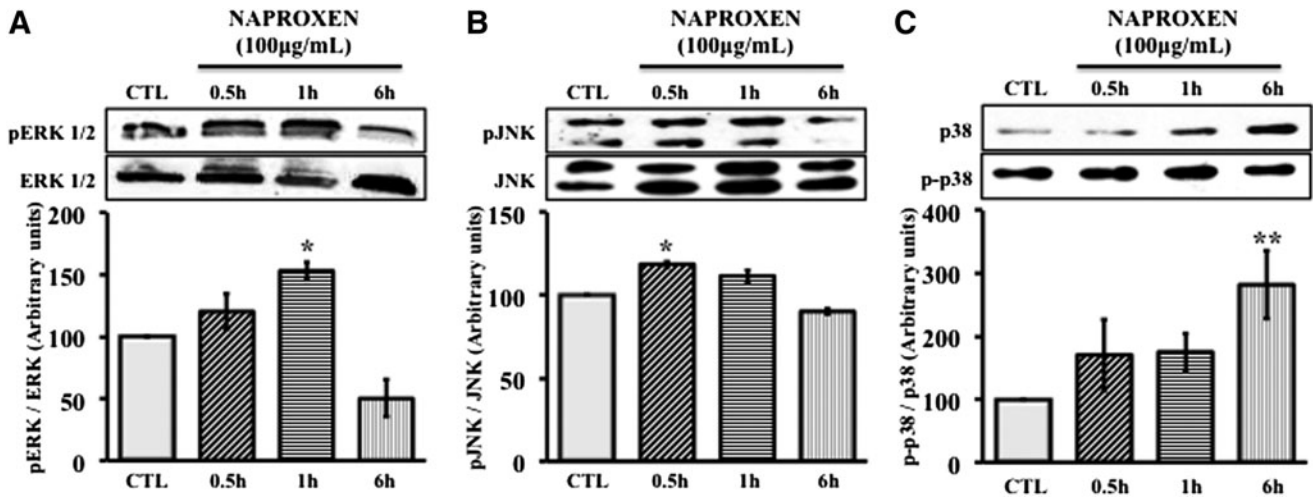 A
NAPROXEN
(100µg/mL)
CTL 0.5h 1h 6h
pERK 1/2
ERK 1/2
pERK / ERK (Arbitrary units)
200
150
100
50
0
*
CTL 0.5h 1h 6h
B
NAPROXEN
(100µg/mL)
CTL 0.5h 1h 6h
pJNK
JNK
pJNK / JNK (Arbitrary units)
150
100
50
0
*
CTL 0.5h 1h 6h
C
NAPROXEN
(100µg/mL)
CTL 0.5h 1h 6h
p38
p-p38
p-p38 / p38 (Arbitrary units)
400
300
200
100
0
**
CTL 0.5h 1h 6h